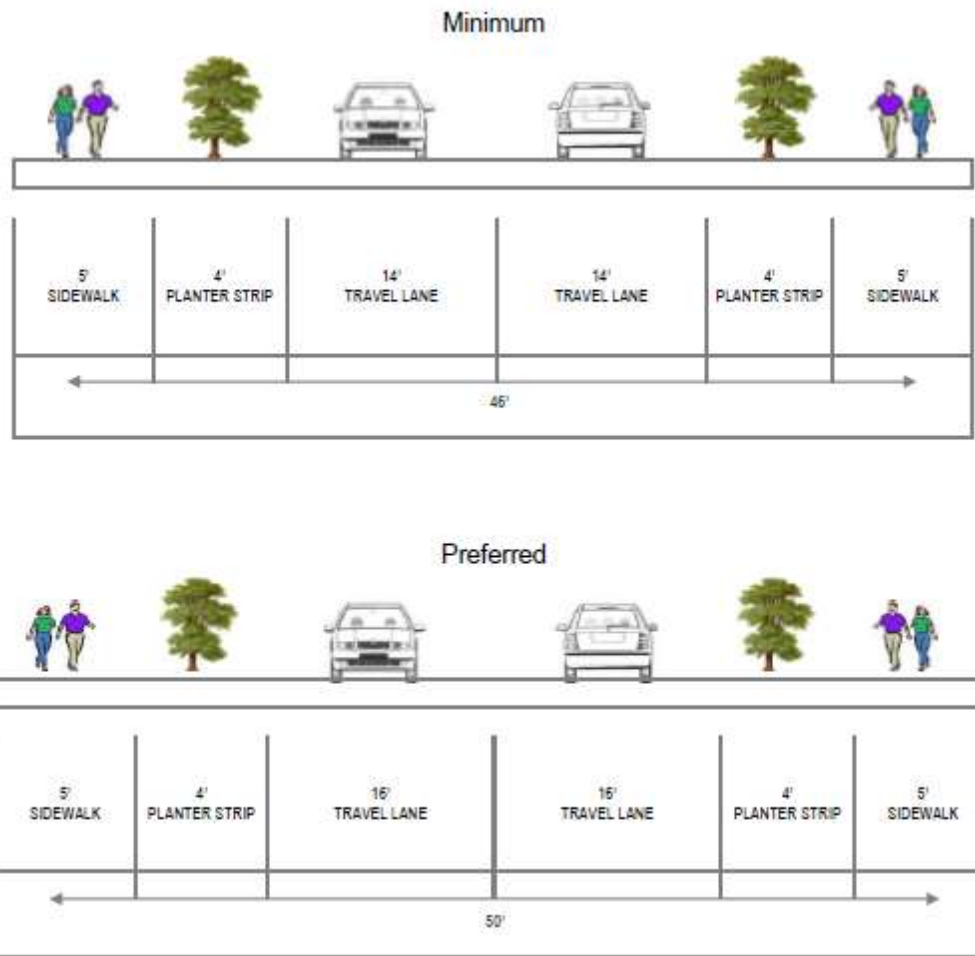 Minimum
5'
SIDEWALK
4'
PLANTER STRIP
14'
TRAVEL LANE
14'
TRAVEL LANE
4'
PLANTER STRIP
5'
SIDEWALK
46'
Preferred
5'
SIDEWALK
4'
PLANTER STRIP
16'
TRAVEL LANE
16'
TRAVEL LANE
4'
PLANTER STRIP
5'
SIDEWALK
50'